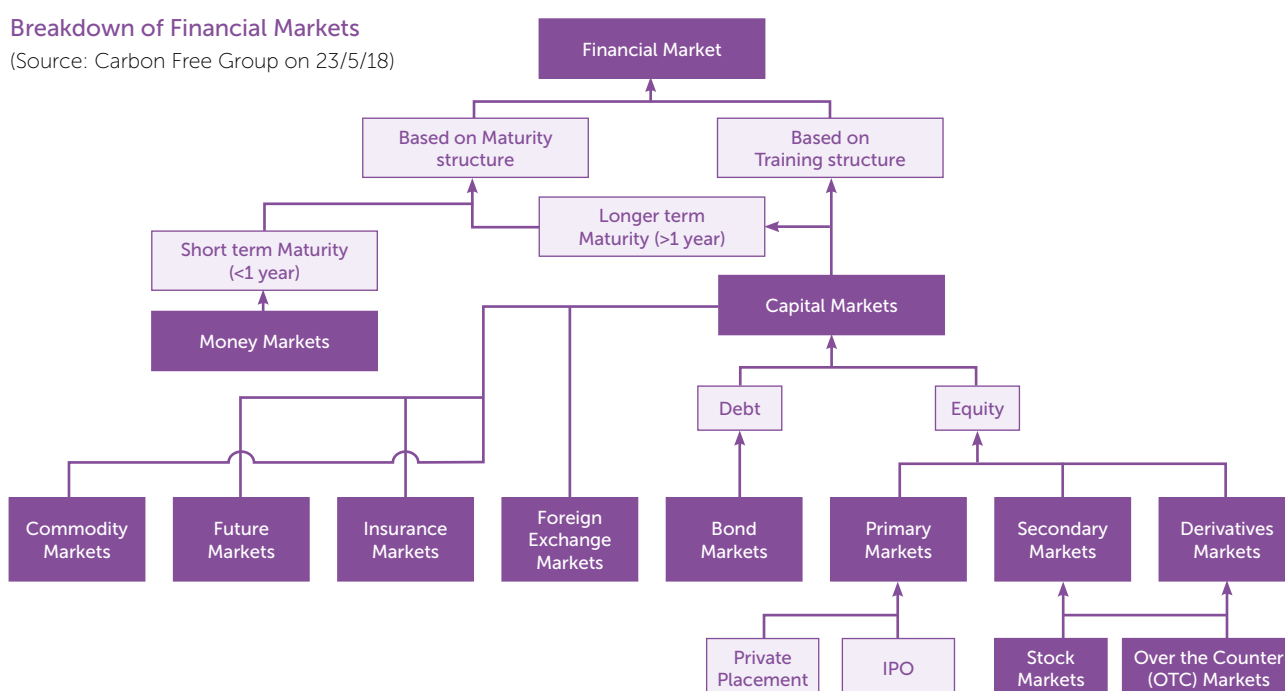 Breakdown of Financial Markets
(Source: Carbon Free Group on 23/5/18)
Financial Market
Based on Maturity
structure
Based on
Training structure
Longer term
Maturity (>1 year)
Short term Maturity
(<1 year)
Capital Markets
Money Markets
Debt
Equity
Commodity
Markets
Future
Markets
Insurance
Markets
Foreign
Exchange
Markets
Bond
Markets
Primary
Markets
Secondary
Markets
Derivatives
Markets
Private
Placement
IPO
Stock
Markets
Over the Counter
(OTC) Markets